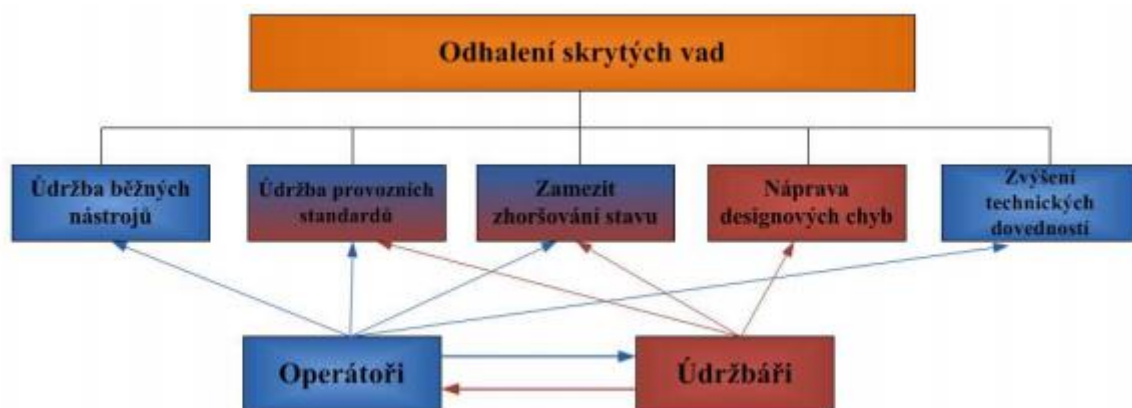 Odhalení skrytých vad
Údržba běžných
nástrojů
Údržba provozních
standardů
Zamezit
zhoršování stavu
Náprava
designových chyb
Zvýšení
technických
dovedností
Operátoři
Údržbáři